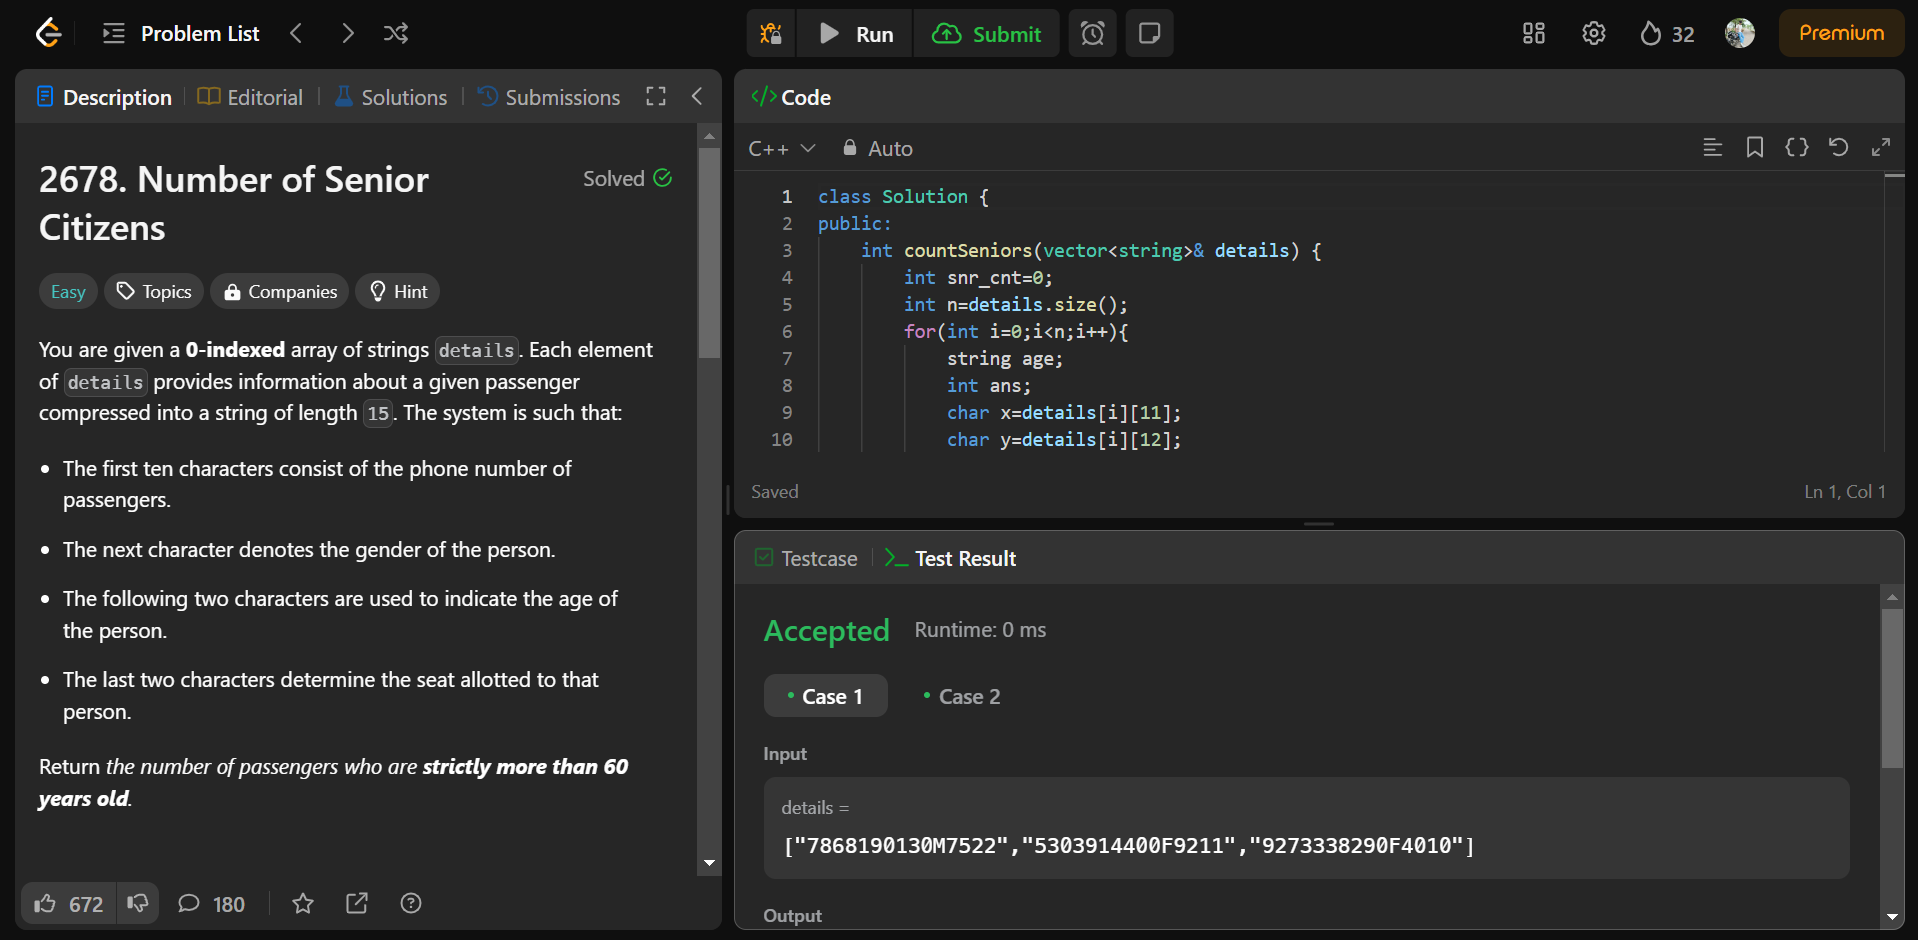 Problem List
Run
Submit
32
Premium
Description
Editorial
Solutions
Submissions
2678. Number of Senior
Citizens
Solved
Easy
Topics
Companies
Hint
You are given a 0-indexed array of strings details. Each element
of details provides information about a given passenger
compressed into a string of length 15. The system is such that:
• The first ten characters consist of the phone number of
passengers.
• The next character denotes the gender of the person.
• The following two characters are used to indicate the age of
the person.
• The last two characters determine the seat allotted to that
person.
Return the number of passengers who are strictly more than 60
years old.
672
180
</> Code
C++
Auto
1 class Solution {
2 public:
3 int countSeniors(vector<string>& details) {
4 int snr_cnt=0;
5 int n=details.size();
6 for(int i=0;i<n;i++){
7 string age;
8 int ans;
9 char x=details[i][11];
10 char y=details[i][12];
Saved
Ln 1, Col 1
Testcase
>_ Test Result
Accepted
Runtime: 0 ms
• Case 1
• Case 2
Input
details =
["7868190130M7522","5303914400F9211","9273338290F4010"]
Output